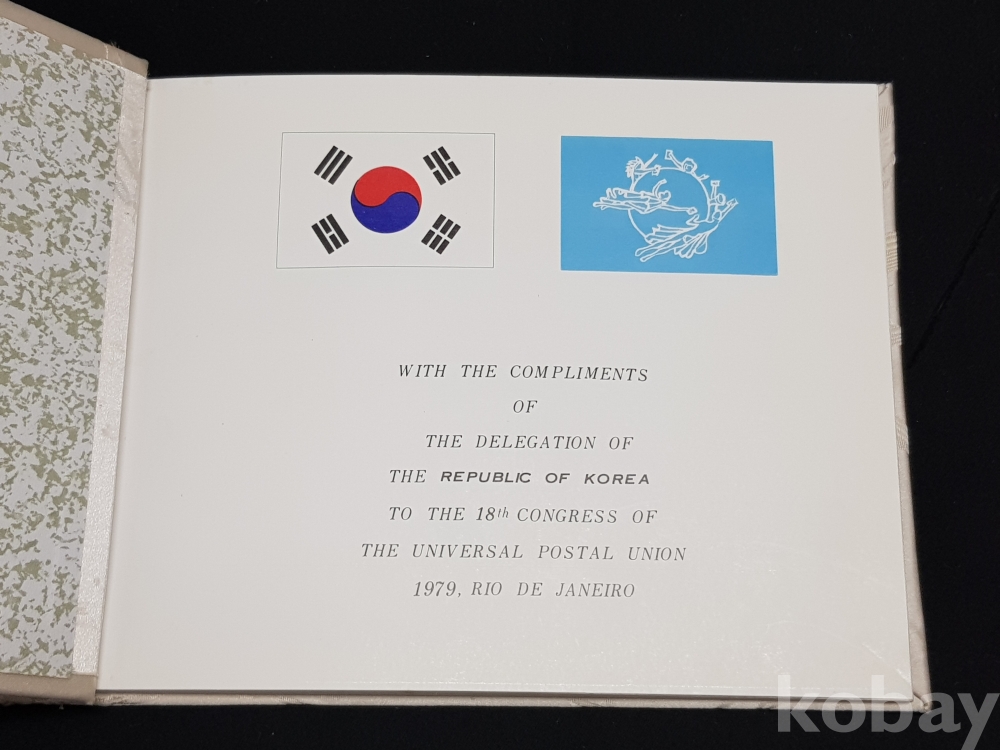 WITH THE COMPLIMENTS
OF
THE DELEGATION OF
THE REPUBLIC OF KOREA
TO THE 18th CONGRESS OF
THE UNIVERSAL POSTAL UNION
1979, RIO DE JANEIRO
kobay